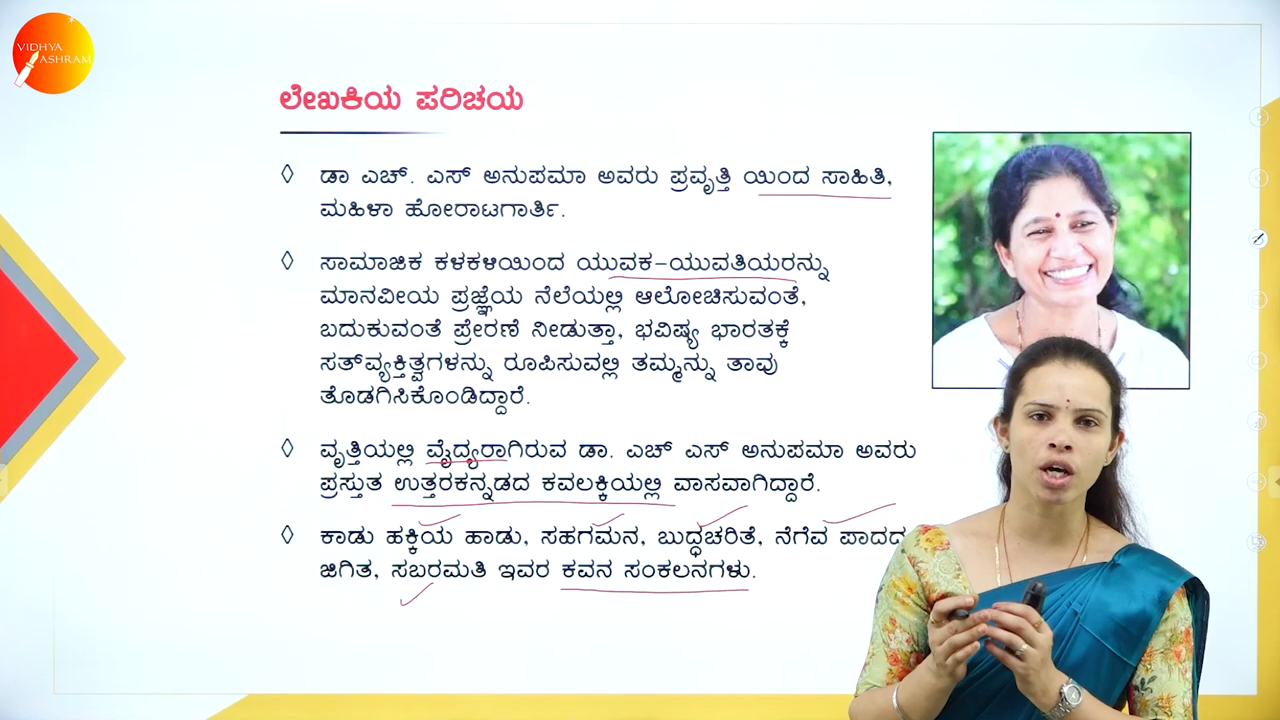 VIDHYA
ASHRAM
ಲೇಖಕಿಯ ಪರಿಚಯ
◊ ಡಾ ಎಚ್. ಎಸ್ ಅನುಪಮಾ ಅವರು ಪ್ರವೃತ್ತಿ ಯಿಂದ ಸಾಹಿತಿ,
ಮಹಿಳಾ ಹೋರಾಟಗಾರ್ತಿ.
◊ ಸಾಮಾಜಿಕ ಕಳಕಳಿಯಿಂದ ಯುವಕ-ಯುವತಿಯರನ್ನು
ಮಾನವೀಯ ಪ್ರಜ್ಞೆಯ ನೆಲೆಯಲ್ಲಿ ಆಲೋಚಿಸುವಂತೆ,
ಬದುಕುವಂತೆ ಪ್ರೇರಣೆ ನೀಡುತ್ತಾ, ಭವಿಷ್ಯ ಭಾರತಕ್ಕೆ
ಸತ್‌ವ್ಯಕ್ತಿತ್ವಗಳನ್ನು ರೂಪಿಸುವಲ್ಲಿ ತಮ್ಮನ್ನು ತಾವು
ತೊಡಗಿಸಿಕೊಂಡಿದ್ದಾರೆ.
◊ ವೃತ್ತಿಯಲ್ಲಿ ವೈದ್ಯರಾಗಿರುವ ಡಾ. ಎಚ್ ಎಸ್ ಅನುಪಮಾ ಅವರು
ಪ್ರಸ್ತುತ ಉತ್ತರಕನ್ನಡದ ಕವಲಕ್ಕಿಯಲ್ಲಿ ವಾಸವಾಗಿದ್ದಾರೆ.
◊ ಕಾಡು ಹಕ್ಕಿಯ ಹಾಡು, ಸಹಗಮನ, ಬುದ್ಧಚರಿತೆ, ನೆಗೆವ ಪಾದದ
ಜಿಗಿತ, ಸಬರಮತಿ ಇವರ ಕವನ ಸಂಕಲನಗಳು.